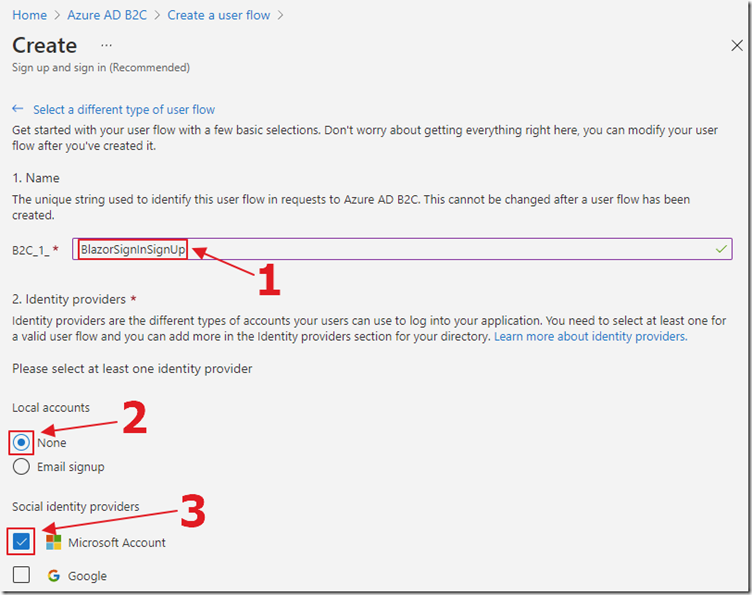 Home > Azure AD B2C > Create a user flow >
Create ...
Sign up and sign in (Recommended)
← Select a different type of user flow
Get started with your user flow with a few basic selections. Don't worry about getting everything right here, you can modify your user
flow after you've created it.
1. Name
The unique string used to identify this user flow in requests to Azure AD B2C. This cannot be changed after a user flow has been
created.
B2C_1_ * BlazorSignInSignUp
1
2. Identity providers *
Identity providers are the different types of accounts your users can use to log into your application. You need to select at least one for
a valid user flow and you can add more in the Identity providers section for your directory. Learn more about identity providers.
Please select at least one identity provider
Local accounts
2
None
Email signup
Social identity providers
3
Microsoft Account
Google